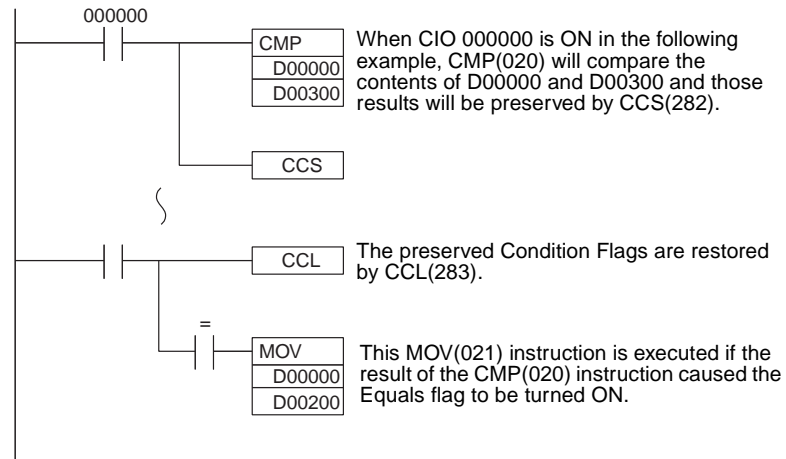 000000
CMP
D00000
D00300
When CIO 000000 is ON in the following
example, CMP(020) will compare the
contents of D00000 and D00300 and those
results will be preserved by CCS(282).
CCS
CCL
The preserved Condition Flags are restored
by CCL(283).
=
MOV
D00000
D00200
This MOV(021) instruction is executed if the
result of the CMP(020) instruction caused the
Equals flag to be turned ON.